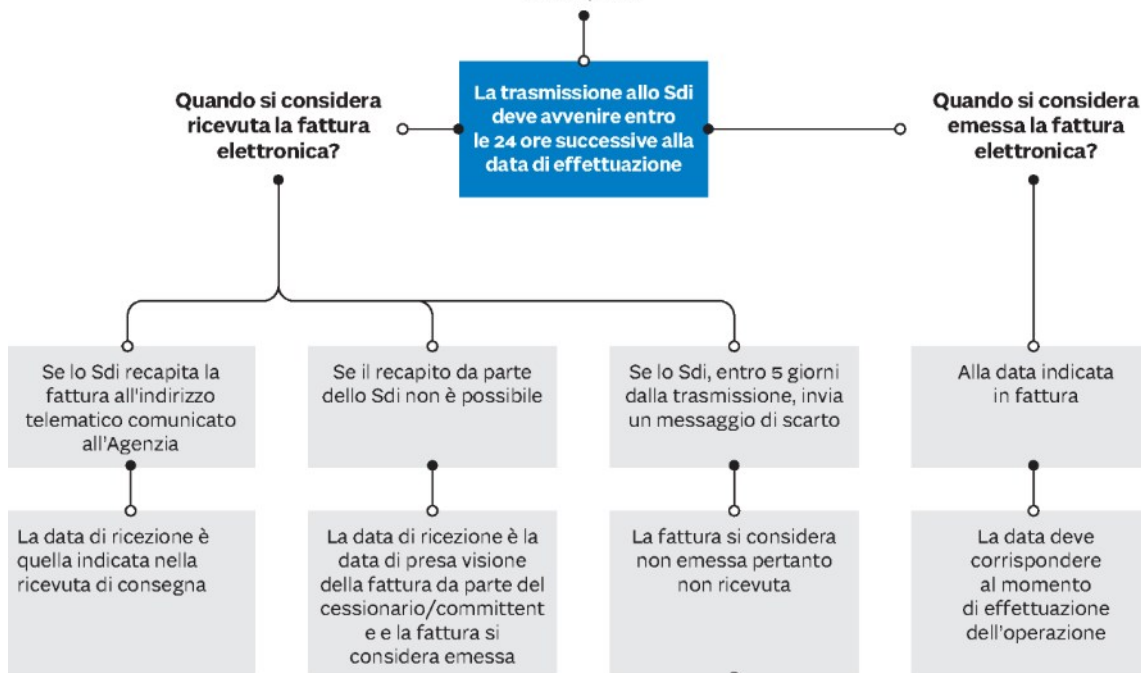 La trasmissione allo Sdi
deve avvenire entro
le 24 ore successive alla
data di effettuazione
Quando si considera
ricevuta la fattura
elettronica?
Quando si considera
emessa la fattura
elettronica?
Se lo Sdi recapita la
fattura all'indirizzo
telematico comunicato
all'Agenzia
Se il recapito da parte
dello Sdi non è possibile
Se lo Sdi, entro 5 giorni
dalla trasmissione, invia
un messaggio di scarto
Alla data indicata
in fattura
La data di ricezione è
quella indicata nella
ricevuta di consegna
La data di ricezione è la
data di presa visione
della fattura da parte del
cessionario/committent
e e la fattura si
considera emessa
La fattura si considera
non emessa pertanto
non ricevuta
La data deve
corrispondere
al momento
di effettuazione
dell'operazione